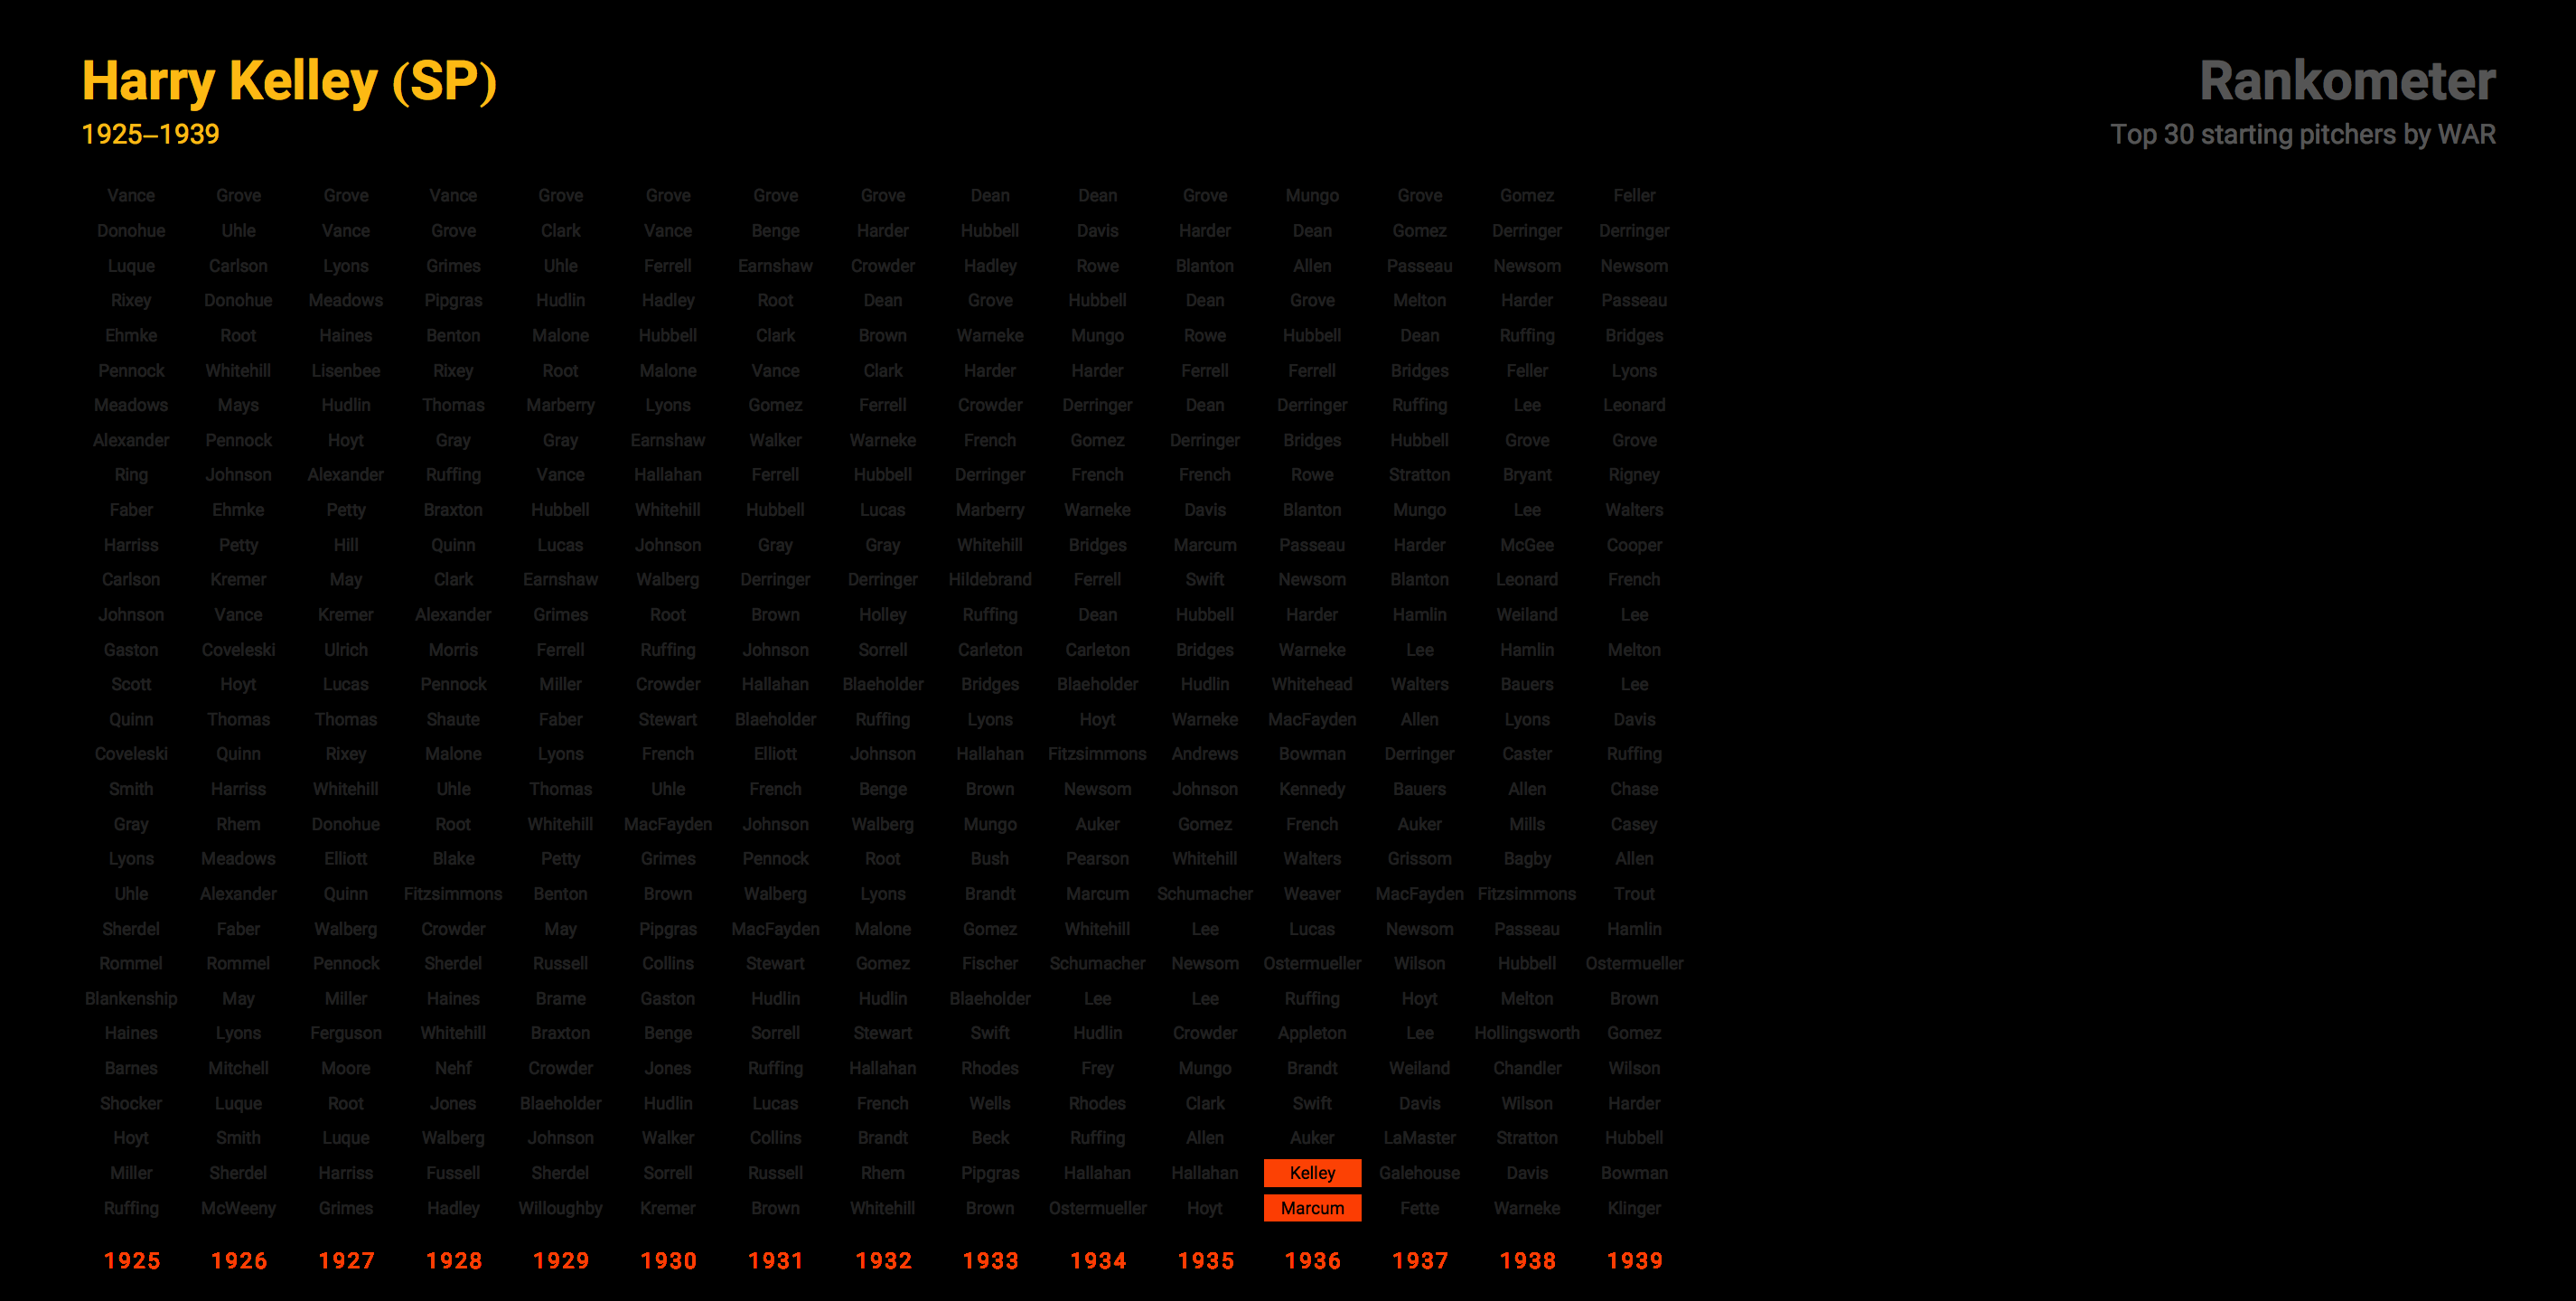 Harry Kelley (SP)
1925–1939
Rankometer
Top 30 starting pitchers by WAR
Vance Grove Grove Vance Grove Grove Grove Grove Dean Dean Grove Mungo Grove Gomez Feller
Donohue Uhle Vance Grove Clark Vance Benge Harder Hubbell Davis Harder Dean Gomez Derringer Derringer
Luque Carlson Lyons Grimes Uhle Ferrell Earnshaw Crowder Hadley Rowe Blanton Allen Passeau Newsom Newsom
Rixey Donohue Meadows Pipgras Hudlin Hadley Root Dean Grove Hubbell Dean Grove Melton Harder Passeau
Ehmke Root Haines Benton Malone Hubbell Clark Brown Warneke Mungo Rowe Hubbell Dean Ruffing Bridges
Pennock Whitehill Lisenbee Rixey Root Malone Vance Clark Harder Harder Ferrell Ferrell Bridges Feller Lyons
Meadows Mays Hudlin Thomas Marberry Lyons Gomez Ferrell Crowder Derringer Dean Derringer Ruffing Lee Leonard
Alexander Pennock Hoyt Gray Gray Earnshaw Walker Warneke French Gomez Derringer Bridges Hubbell Grove Grove
Ring Johnson Alexander Ruffing Vance Hallahan Ferrell Hubbell Derringer French French Rowe Stratton Bryant Rigney
Faber Ehmke Petty Braxton Hubbell Whitehill Hubbell Lucas Marberry Warneke Davis Blanton Mungo Lee Walters
Harriss Petty Hill Quinn Lucas Johnson Gray Gray Whitehill Bridges Marcum Passeau Harder McGee Cooper
Carlson Kremer May Clark Earnshaw Walberg Derringer Derringer Hildebrand Ferrell Swift Newsom Blanton Leonard French
Johnson Vance Kremer Alexander Grimes Root Brown Holley Ruffing Dean Hubbell Harder Hamlin Weiland Lee
Gaston Coveleski Ulrich Morris Ferrell Ruffing Johnson Sorrell Carleton Carleton Bridges Warneke Lee Hamlin Melton
Scott Hoyt Lucas Pennock Miller Crowder Hallahan Blaeholder Bridges Blaeholder Hudlin Whitehead Walters Bauers Lee
Quinn Thomas Thomas Shaute Faber Stewart Blaeholder Ruffing Lyons Hoyt Warneke MacFayden Allen Lyons Davis
Coveleski Quinn Rixey Malone Lyons French Elliott Johnson Hallahan Fitzsimmons Andrews Bowman Derringer Caster Ruffing
Smith Harriss Whitehill Uhle Thomas Uhle French Benge Brown Newsom Johnson Kennedy Bauers Allen Chase
Gray Rhem Donohue Root Whitehill MacFayden Johnson Walberg Mungo Auker Gomez French Auker Mills Casey
Lyons Meadows Elliott Blake Petty Grimes Pennock Root Bush Pearson Whitehill Walters Grissom Bagby Allen
Uhle Alexander Quinn Fitzsimmons Benton Brown Walberg Lyons Brandt Marcum Schumacher Weaver MacFayden Fitzsimmons Trout
Sherdel Faber Walberg Crowder May Pipgras MacFayden Malone Gomez Whitehill Lee Lucas Newsom Passeau Hamlin
Rommel Rommel Pennock Sherdel Russell Collins Stewart Gomez Fischer Schumacher Newsom Ostermueller Wilson Hubbell Ostermueller
Blankenship May Miller Haines Brame Gaston Hudlin Hudlin Blaeholder Lee Lee Ruffing Hoyt Melton Brown
Haines Lyons Ferguson Whitehill Braxton Benge Sorrell Stewart Swift Hudlin Crowder Appleton Lee Hollingsworth Gomez
Barnes Mitchell Moore Nehf Crowder Jones Ruffing Hallahan Rhodes Frey Mungo Brandt Weiland Chandler Wilson
Shocker Luque Root Jones Blaeholder Hudlin Lucas French Wells Rhodes Clark Swift Davis Wilson Harder
Hoyt Smith Luque Walberg Johnson Walker Collins Brandt Beck Ruffing Allen Auker LaMaster Stratton Hubbell
Miller Sherdel Harriss Fussell Sherdel Sorrell Russell Rhem Pipgras Hallahan Hallahan Kelley Galehouse Davis Bowman
Ruffing McWeeny Grimes Hadley Willoughby Kremer Brown Whitehill Brown Ostermueller Hoyt Marcum Fette Warneke Klinger
1925 1926 1927 1928 1929 1930 1931 1932 1933 1934 1935 1936 1937 1938 1939